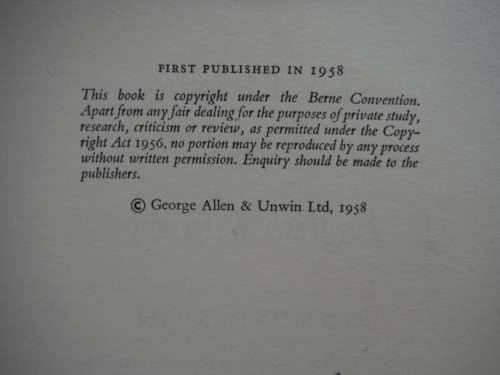 FIRST PUBLISHED IN 1958
This book is copyright under the Berne Convention.
Apart from any fair dealing for the purposes of private study,
research, criticism or review, as permitted under the Copy-
right Act 1956, no portion may be reproduced by any process
without written permission. Enquiry should be made to the
publishers.
© George Allen & Unwin Ltd, 1958